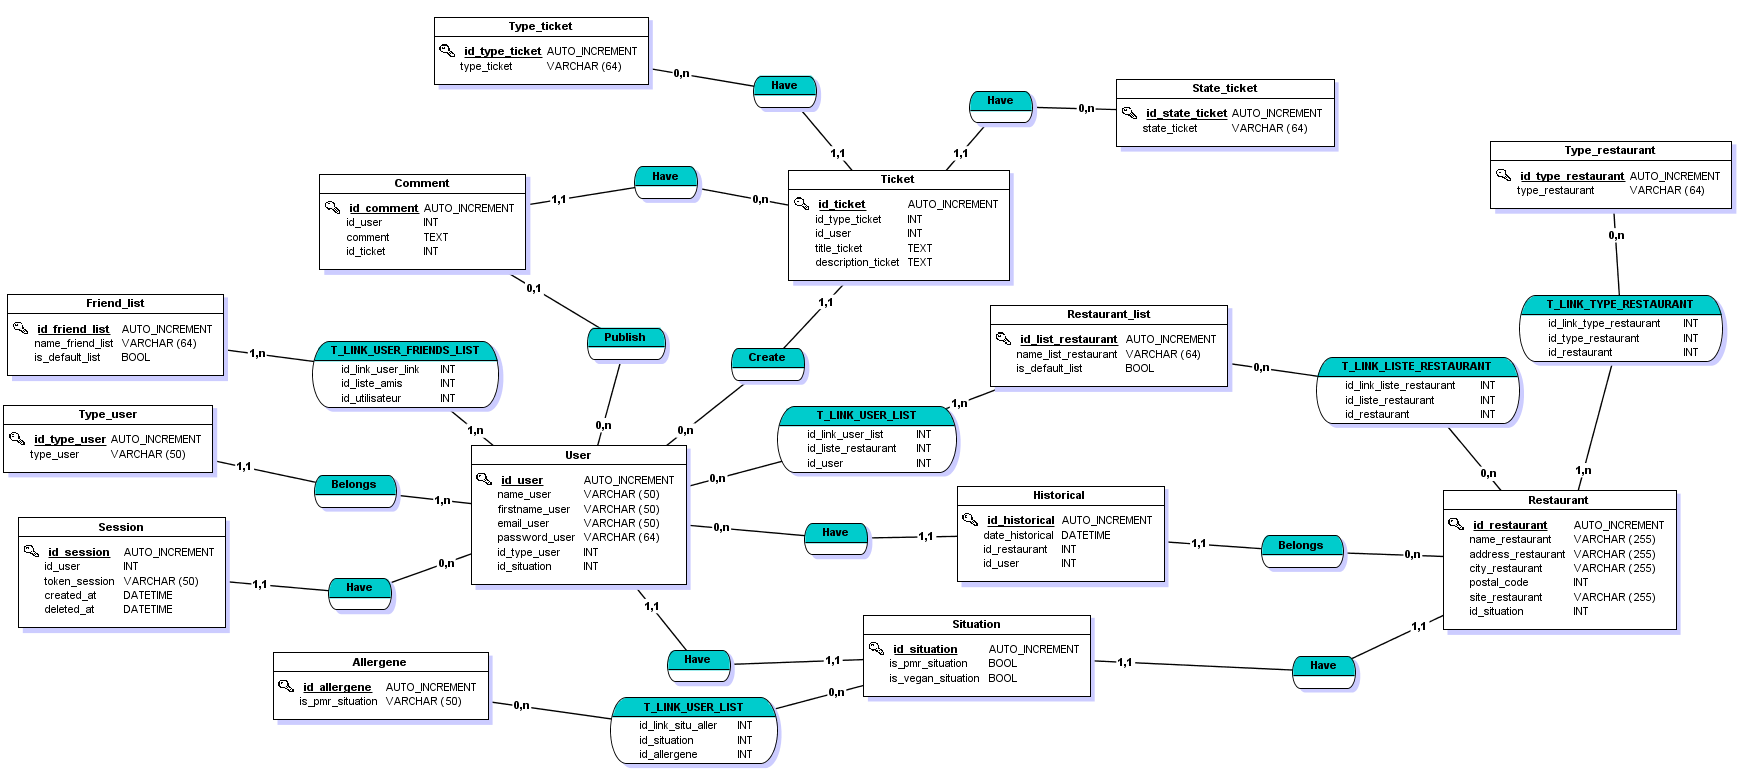 Type_ticket
id_type_ticket AUTO_INCREMENT
type_ticket VARCHAR (64)
0,n
Have
1,1
State_ticket
id_state_ticket AUTO_INCREMENT
state_ticket VARCHAR (64)
0,n
Have
1,1
Type_restaurant
id_type_restaurant AUTO_INCREMENT
type_restaurant VARCHAR (64)
0,n
Comment
id_comment AUTO_INCREMENT
id_user INT
comment TEXT
id_ticket INT
1,1
Have
0,n
Ticket
id_ticket AUTO_INCREMENT
id_type_ticket INT
id_user INT
title_ticket TEXT
description_ticket TEXT
0,1
Publish
0,n
1,1
Create
0,n
Friend_list
id_friend_list AUTO_INCREMENT
name_friend_list VARCHAR (64)
is_default_list BOOL
1,n
T_LINK_USER_FRIENDS_LIST
id_link_user_link INT
id_liste_amis INT
id_utilisateur INT
1,n
Restaurant_list
id_list_restaurant AUTO_INCREMENT
name_list_restaurant VARCHAR (64)
is_default_list BOOL
0,n
1,n
T_LINK_TYPE_RESTAURANT
id_link_type_restaurant INT
id_type_restaurant INT
id_restaurant INT
1,n
T_LINK_LISTE_RESTAURANT
id_link_liste_restaurant INT
id_liste_restaurant INT
id_restaurant INT
0,n
T_LINK_USER_LIST
id_link_user_list INT
id_liste_restaurant INT
id_user INT
0,n
Type_user
id_type_user AUTO_INCREMENT
type_user VARCHAR (50)
1,1
Belongs
1,n
User
id_user AUTO_INCREMENT
name_user VARCHAR (50)
firstname_user VARCHAR (50)
email_user VARCHAR (50)
password_user VARCHAR (64)
id_type_user INT
id_situation INT
0,n
Have
1,1
Historical
id_historical AUTO_INCREMENT
date_historical DATETIME
id_restaurant INT
id_user INT
1,1
Belongs
0,n
Restaurant
id_restaurant AUTO_INCREMENT
name_restaurant VARCHAR (255)
address_restaurant VARCHAR (255)
city_restaurant VARCHAR (255)
postal_code INT
site_restaurant VARCHAR (255)
id_situation INT
Session
id_session AUTO_INCREMENT
id_user INT
token_session VARCHAR (50)
created_at DATETIME
deleted_at DATETIME
1,1
Have
0,n
1,1
Have
1,1
Situation
id_situation AUTO_INCREMENT
is_pmr_situation BOOL
is_vegan_situation BOOL
1,1
Have
1,1
Allergene
id_allergene AUTO_INCREMENT
is_pmr_situation VARCHAR (50)
0,n
T_LINK_USER_LIST
id_link_situ_aller INT
id_situation INT
id_allergene INT
0,n